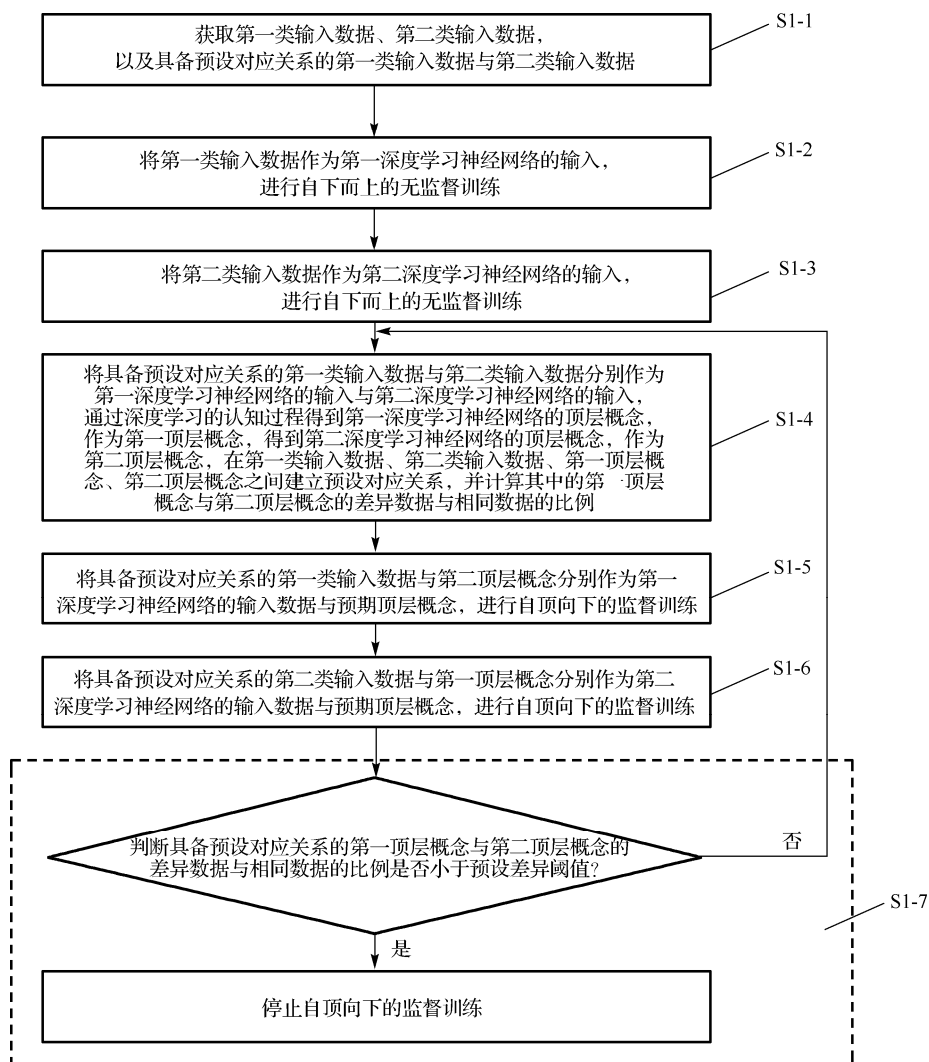 获取第一类输入数据、第二类输入数据，
以及具备预设对应关系的第一类输入数据与第二类输入数据
S1-1
将第一类输入数据作为第一深度学习神经网络的输入，
进行自下而上的无监督训练
S1-2
将第二类输入数据作为第二深度学习神经网络的输入，
进行自下而上的无监督训练
S1-3
将具备预设对应关系的第一类输入数据与第二类输入数据分别作为
第一深度学习神经网络的输入与第二深度学习神经网络的输入，
通过深度学习的认知过程得到第一深度学习神经网络的顶层概念，
作为第一顶层概念，得到第二深度学习神经网络的顶层概念，作为
第二顶层概念，在第一类输入数据、第二类输入数据、第一顶层概
念、第二顶层概念之间建立预设对应关系，并计算其中的第一顶层
概念与第二顶层概念的差异数据与相同数据的比例
S1-4
将具备预设对应关系的第一类输入数据与第二顶层概念分别作为第一
深度学习神经网络的输入数据与预期顶层概念，进行自顶向下的监督训练
S1-5
将具备预设对应关系的第二类输入数据与第一顶层概念分别作为第二
深度学习神经网络的输入数据与预期顶层概念，进行自顶向下的监督训练
S1-6
判断具备预设对应关系的第一顶层概念与第二顶层概念的
差异数据与相同数据的比例是否小于预设差异阈值？
否
S1-7
是
停止自顶向下的监督训练